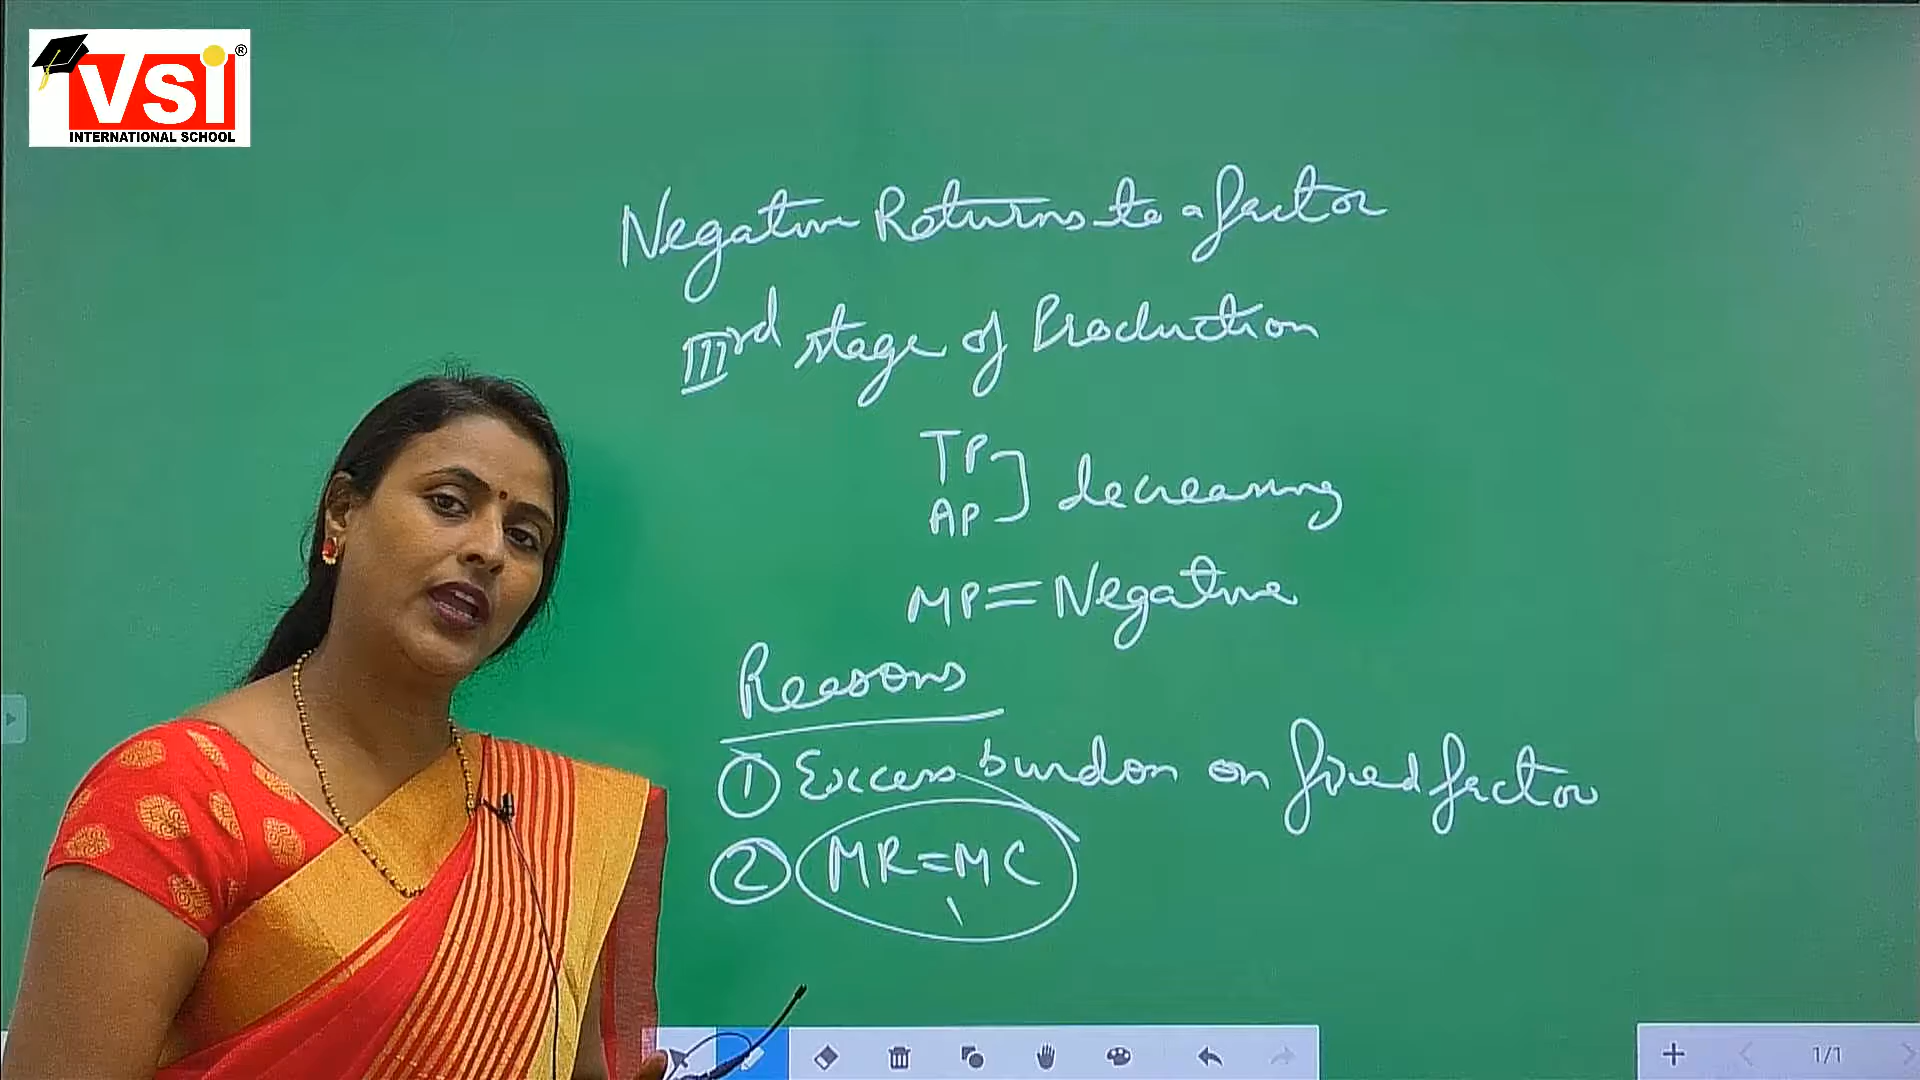 VSI®
INTERNATIONAL SCHOOL
Negative Returns to a factor
IIIrd stage of Production
TP
AP ] decreasing
MP = Negative
Reasons
① Excess burden on fixed factor
② MR = MC
1/1